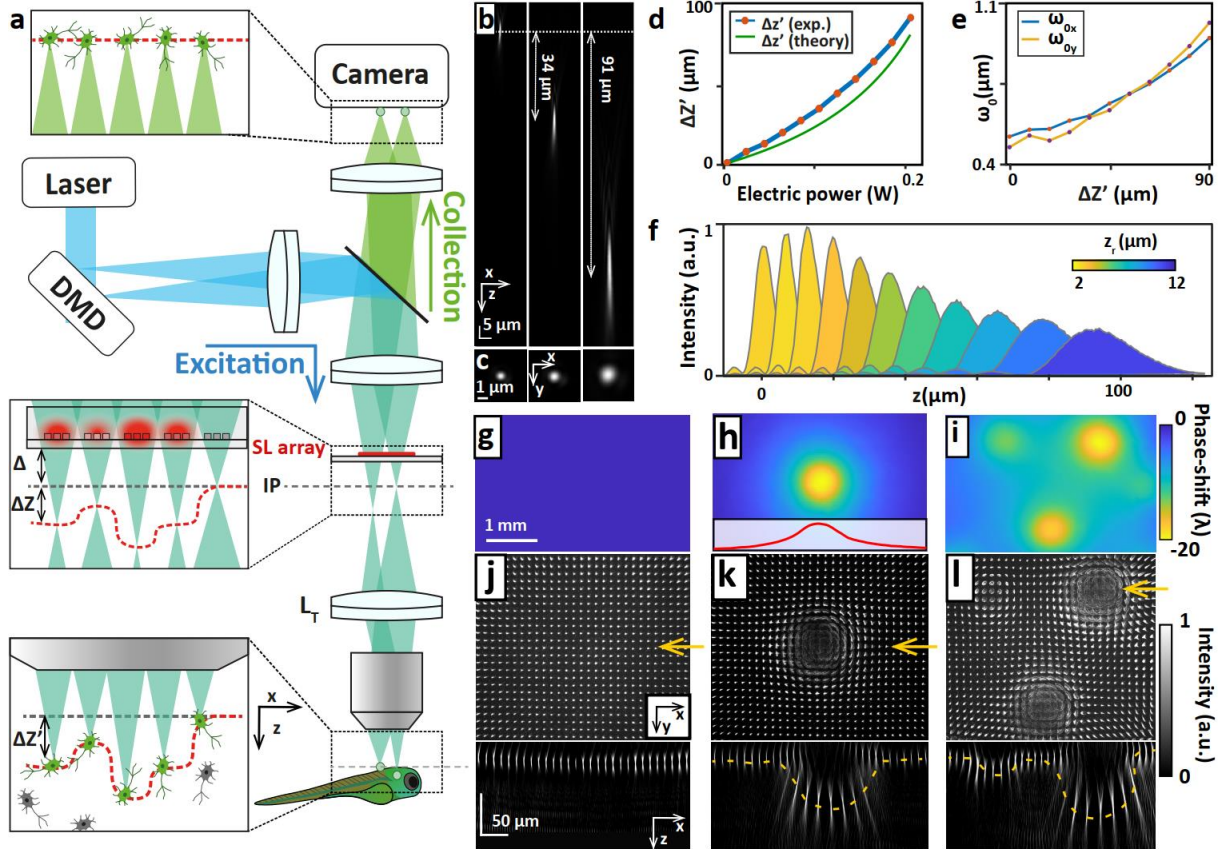 a
Camera
Laser
DMD
Collection
Excitation
SL array
IP
Δ
ΔZ
L_T
x
z
ΔZ'
b
34 µm
91 µm
x
z
5 µm
c
1 µm
x
y
d
100
ΔZ' (µm)
0
Δz' (exp.)
Δz' (theory)
0
0.2
Electric power (W)
e
1.1
ω₀(µm)
0.4
ω₀ₓ
ω₀y
0
90
ΔZ' (µm)
f
1
Intensity (a.u.)
0
z_r (µm)
2
12
0
100
z(µm)
g
1 mm
h
i
0
Phase-shift (λ)
-20
j
x
y
k
l
1
Intensity (a.u.)
0
50 µm
x
z